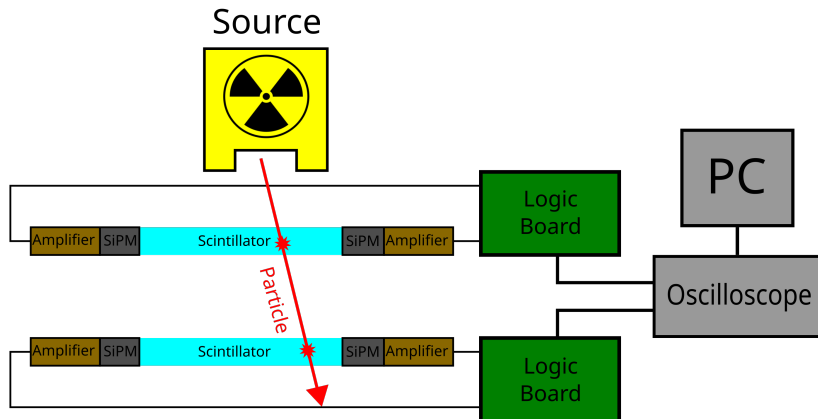 Source
PC
Logic
Board
Amplifier SiPM Scintillator SiPM Amplifier
Particle
Oscilloscope
Amplifier SiPM Scintillator SiPM Amplifier
Logic
Board